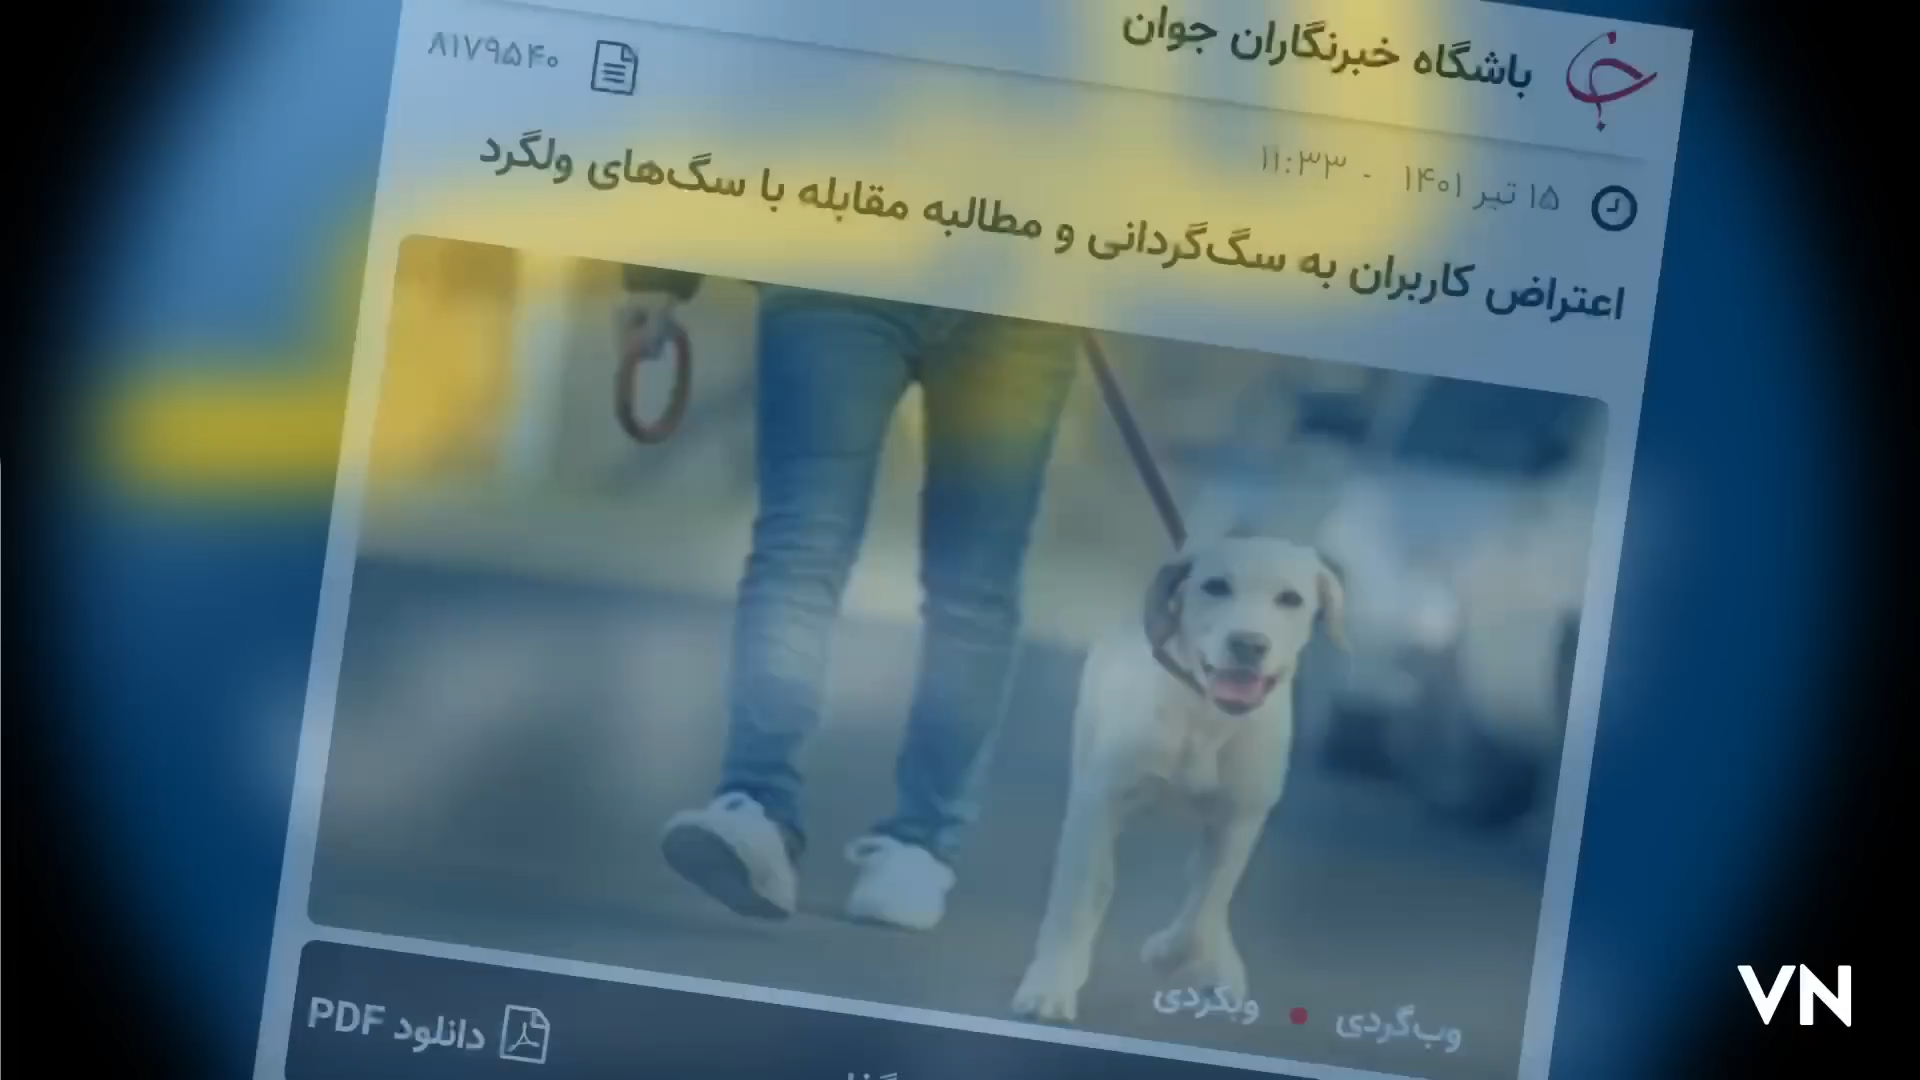 باشگاه خبرنگاران جوان
۸۱۷۹۵۴۰
۱۵ تیر ۱۴۰۱ - ۱۱:۳۳
اعتراض کاربران به سگ‌گردانی و مطالبه مقابله با سگ‌های ولگرد
وب‌گردی • وبگردی
دانلود PDF
VN